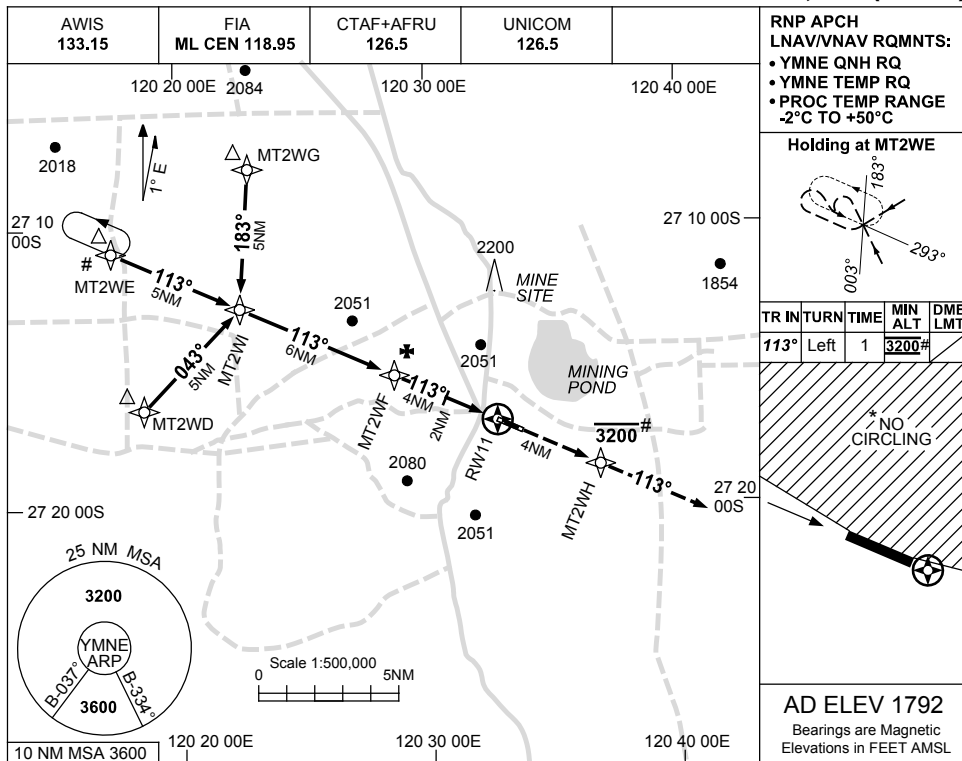 AWIS
133.15
FIA
ML CEN 118.95
CTAF+AFRU
126.5
UNICOM
126.5
RNP APCH
LNAV/VNAV RQMNTS:
• YMNE QNH RQ
• YMNE TEMP RQ
• PROC TEMP RANGE
-2°C TO +50°C
120 20 00E
120 30 00E
120 40 00E
2084
2018
1° E
MT2WG
183°
5NM
27 10
00S
27 10 00S
#
MT2WE
113°
5NM
2200
MINE
SITE
1854
2051
113°
6NM
2051
MINING
POND
043°
5NM
MT2WI
MT2WD
113°
4NM
2NM
MT2WF
RW11
4NM
3200#
MT2WH
113°
2080
2051
27 20
00S
27 20 00S
25 NM MSA
3200
YMNE
ARP
B-037°
B-334°
3600
10 NM MSA 3600
Scale 1:500,000
0 5NM
120 20 00E
120 30 00E
120 40 00E
Holding at MT2WE
183°
293°
003°
TR IN TURN TIME MIN ALT DME LMT
113° Left 1 3200#
*NO
CIRCLING
AD ELEV 1792
Bearings are Magnetic
Elevations in FEET AMSL